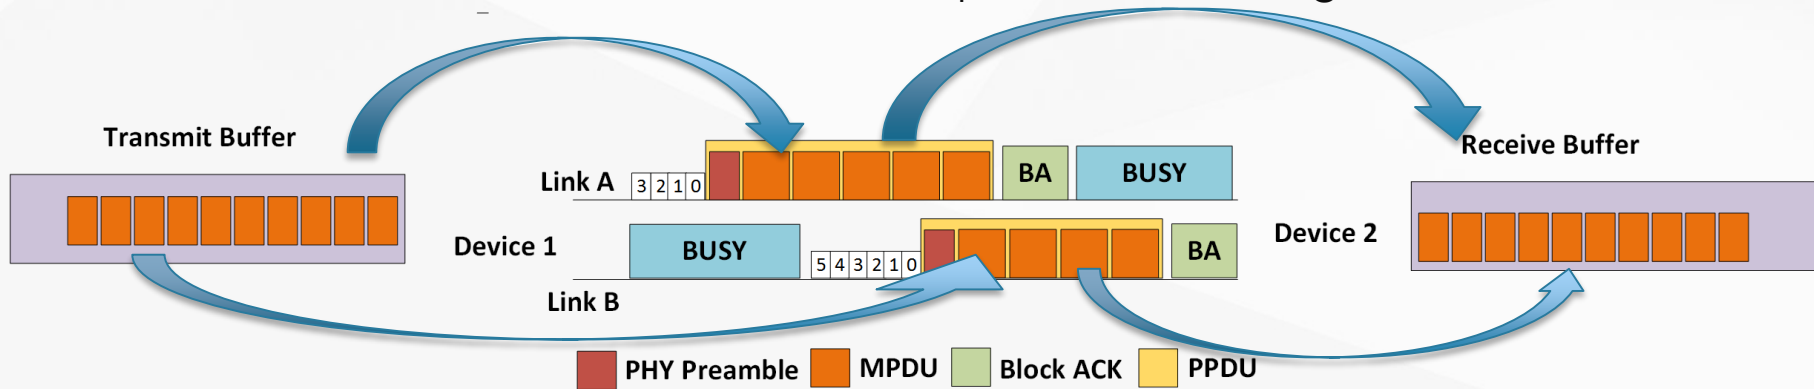 Transmit Buffer
Receive Buffer
Link A
3 2 1 0
BA
BUSY
Device 1
BUSY
5 4 3 2 1 0
BA
Device 2
Link B
PHY Preamble
MPDU
Block ACK
PPDU